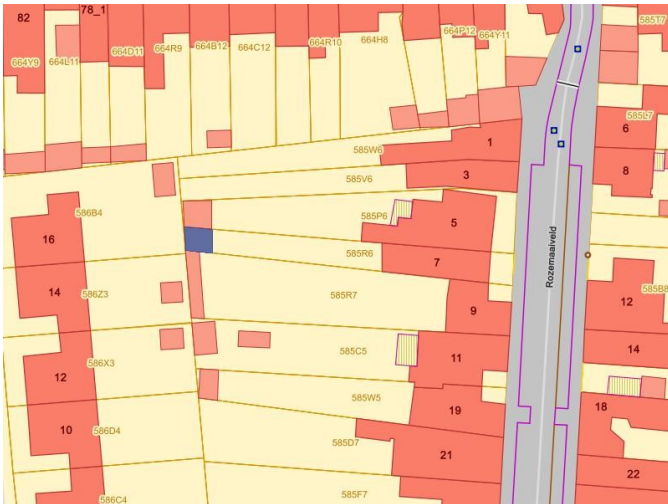 82
78_1
664Y9
664L11
664D11
664R9
664B12
664C12
664R10
664H8
664P12
664Y11
585T7
585L7
6
8
1
585W6
3
585V6
586B4
585P6
5
16
585R6
7
Rozemaalveld
14
586Z3
585R7
9
12
585B8
586X3
585C5
11
14
12
585W5
19
18
10
586D4
585D7
21
22
585F7
586C4